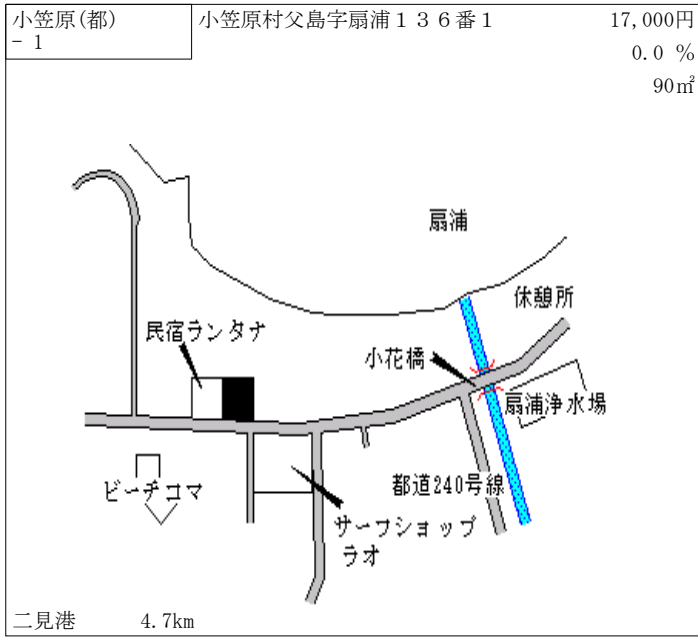 小笠原(都) 小笠原村父島字扇浦１３６番１ 17,000円
－１ 0.0 %
90㎡
扇浦
休憩所
民宿ランタナ
小花橋
扇浦浄水場
都道240号線
ビーチコマ
サーフショップ
ラオ
二見港 4.7km